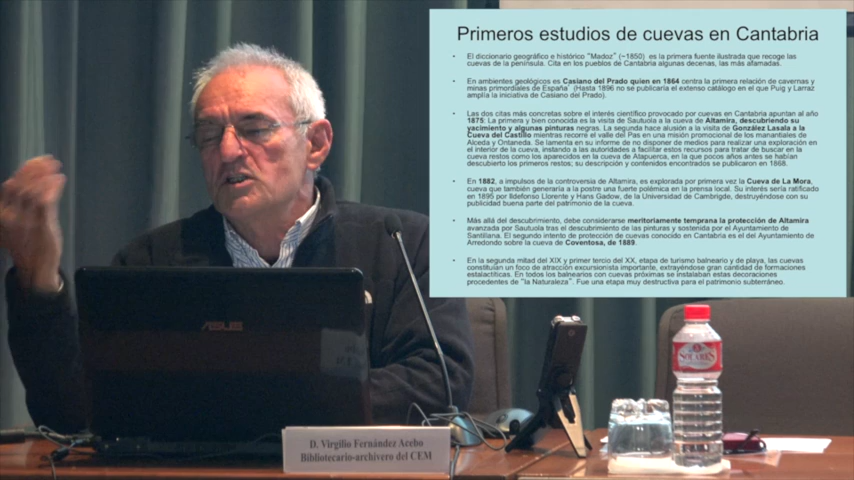 Primeros estudios de cuevas en Cantabria
• El diccionario geográfico e histórico "Madoz" (~1850) es la primera fuente ilustrada que recoge las
cuevas de la península. Cita en los pueblos de Cantabria algunas decenas, las más afamadas.
• En ambientes geológicos es Casiano del Prado quien en 1864 centra la primera relación de cavernas y
minas primordiales de España´ (Hasta 1896 no se publicaría el extenso catálogo en el que Puig y Larraz
amplía la iniciativa de Casiano del Prado).
• Las dos citas más concretas sobre el interés científico provocado por cuevas en Cantabria apuntan al año
1875: La primera y bien conocida es la visita de Sautuola a la cueva de Altamira, descubriendo su
yacimiento y algunas pinturas negras. La segunda hace alusión a la visita de González Lasala a la
Cueva del Castillo mientras recorre el valle del Pas en una misión promocional de los manantiales de
Alceda y Ontaneda. Se lamenta en su informe de no disponer de medios para realizar una exploración en
el interior de la cueva, instando a las autoridades a facilitar estos recursos para tratar de buscar en la
cueva restos como los aparecidos en la cueva de Atapuerca, en la que pocos años antes se habían
descubierto los primeros restos; su descripción y contenidos encontrados se publicaron en 1868.
• En 1882, a impulsos de la controversia de Altamira, es explorada por primera vez la Cueva de La Mora,
cueva que también generaría a la postre una fuerte polémica en la prensa local. Su interés sería ratificado
en 1895 por Ildefonso Llorente y Hans Gadow, de la Universidad de Cambrigde, destruyéndose con su
publicidad buena parte del patrimonio de la cueva.
• Más allá del descubrimiento, debe considerarse meritoriamente temprana la protección de Altamira
avanzada por Sautuola tras el descubrimiento de las pinturas y sostenida por el Ayuntamiento de
Santillana. El segundo intento de protección de cuevas conocido en Cantabria es el del Ayuntamiento de
Arredondo sobre la cueva de Coventosa, de 1889.
• En la segunda mitad del XIX y primer tercio del XX, etapa de turismo balneario y de playa, las cuevas
constituían un foco de atracción excursionista importante, extrayéndose gran cantidad de formaciones
estalactíticas. En todos los balnearios con cuevas próximas se instalaban estas decoraciones
procedentes de "la Naturaleza". Fue una etapa muy destructiva para el patrimonio subterráneo.
ASUS
D. Virgilio Fernández Acebo
Bibliotecario-archivero del CEM
SOLARES